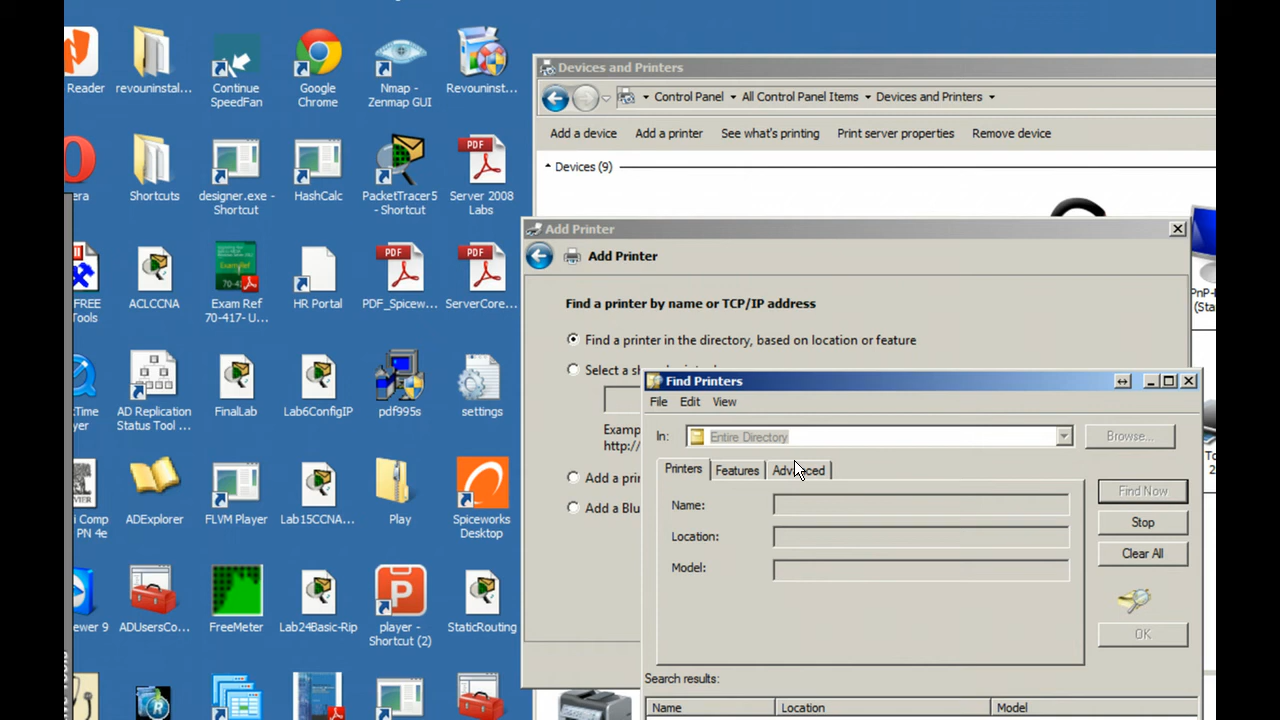 Reader
revouninstal...
Continue
SpeedFan
Google
Chrome
Nmap -
Zenmap GUI
Revouninst...
era
Shortcuts
designer.exe -
Shortcut
HashCalc
PacketTracer5
- Shortcut
PDF
Server 2008
Labs
FREE
Tools
ACLCCNA
Exam Ref
70-417- U...
HR Portal
PDF
PDF_Spicew...
PDF
ServerCore...
AD Replication
Status Tool ...
FinalLab
Lab6ConfigIP
pdf995s
settings
ADExplorer
FLVM Player
Lab15CCNA...
Play
Spiceworks
Desktop
i Comp
PN 4e
ewer 9
ADUsersCo...
FreeMeter
Lab24Basic-Rip
player -
Shortcut (2)
StaticRouting
Devices and Printers
Control Panel
All Control Panel Items
Devices and Printers
Add a device
Add a printer
See what's printing
Print server properties
Remove device
Devices (9)
PnP-
(Sta
To
2
Add Printer
Add Printer
Find a printer by name or TCP/IP address
Find a printer in the directory, based on location or feature
Select a sh
Examp
http://
Add a prin
Add a Blu
Find Printers
File Edit View
In: Entire Directory
Browse...
Printers Features Advanced
Name:
Location:
Model:
Find Now
Stop
Clear All
OK
Search results:
Name Location Model